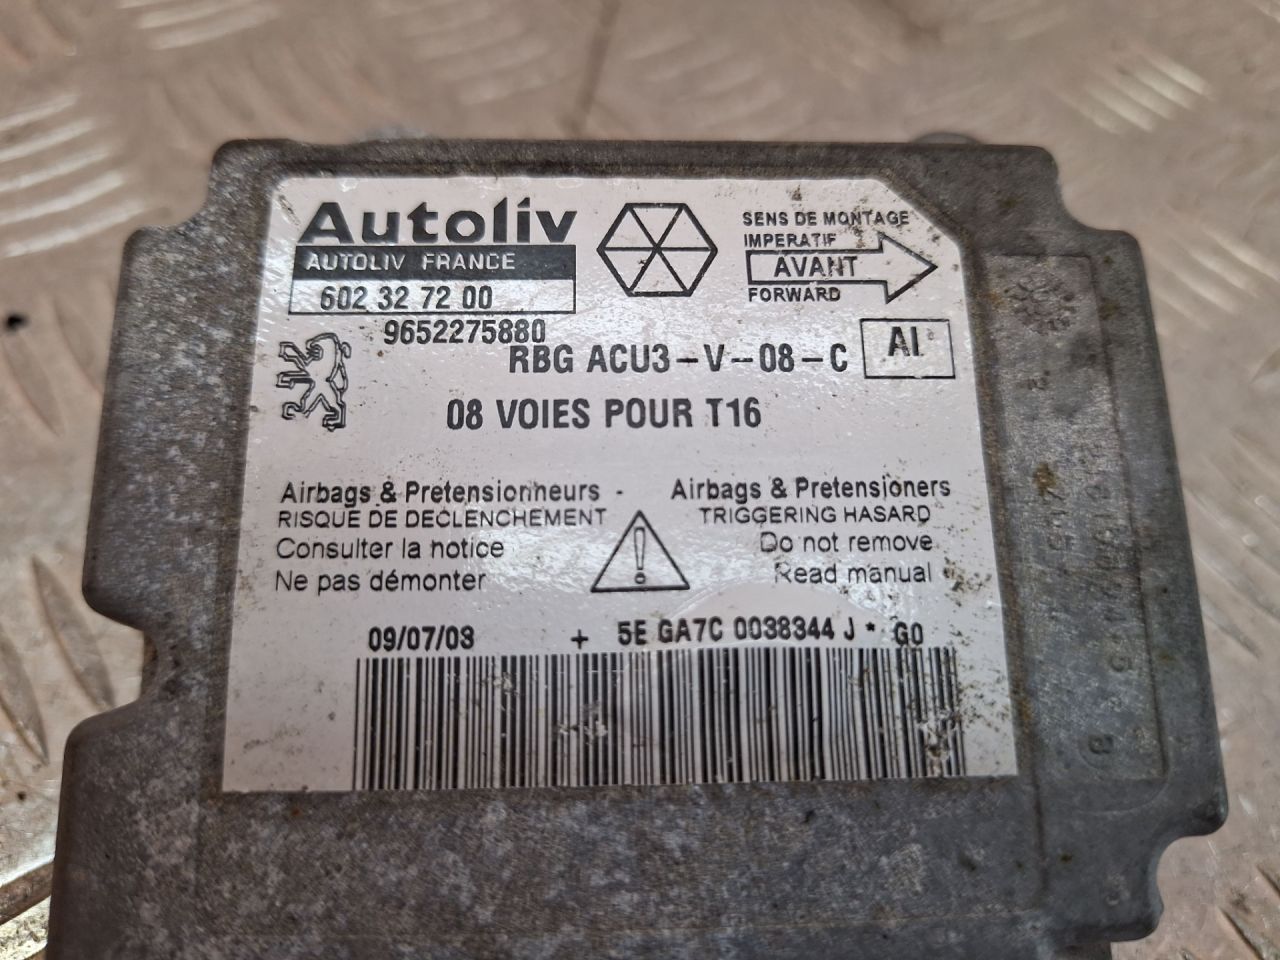 Autoliv
AUTOLIV FRANCE
602 32 72 00
9652275880
SENS DE MONTAGE
IMPERATIF
AVANT
FORWARD
RBG ACU3-V-08-C
AI
08 VOIES POUR T16
Airbags & Pretensionneurs -
RISQUE DE DECLENCHEMENT
Consulter la notice
Ne pas démonter
Airbags & Pretensioners
TRIGGERING HASARD
Do not remove
Read manual
!
09/07/03 + 5E GA7C 0038344 J * G0